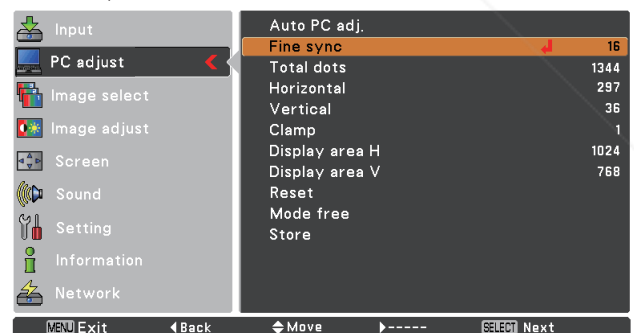 Input
PC adjust
Image select
Image adjust
Screen
Sound
Setting
Information
Network
Auto PC adj.
Fine sync 16
Total dots 1344
Horizontal 297
Vertical 36
Clamp 1
Display area H 1024
Display area V 768
Reset
Mode free
Store
MENU Exit ◀Back ◆Move ▶----- SELECT Next